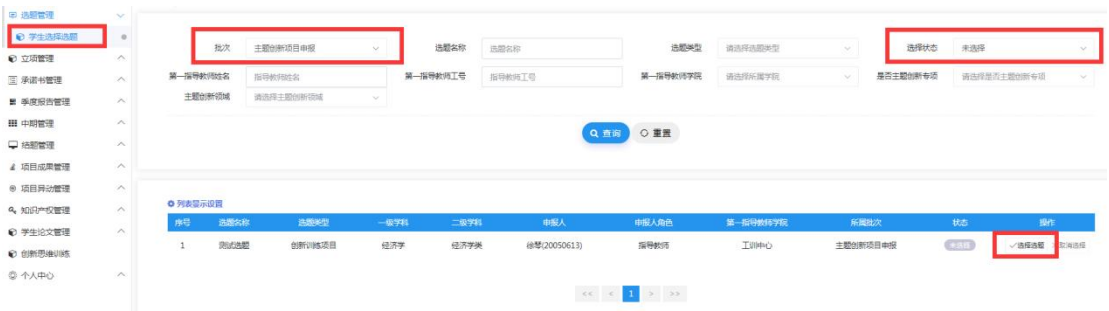 选题管理
学生选择选题
立项管理
承诺书管理
季度报告管理
中期管理
结题管理
项目成果管理
项目异动管理
知识产权管理
学生论文管理
创新思维训练
个人中心
批次 主题创新项目申报 选题名称 选题名称 选题类型 请选择选题类型 选择状态 未选择
第一指导教师姓名 指导教师姓名 第一指导教师工号 指导教师工号 第一指导教师学院 请选择所属学院 是否主题创新专项 请选择是否主题创新专项
主题创新领域 请选择主题创新领域
查询 重置
列表显示设置
序号 选题名称 选题类型 一级学科 二级学科 申报人 申报人角色 第一指导教师学院 所属批次 状态 操作
1 测试选题 创新训练项目 经济学 经济学类 徐琴(20050613) 指导教师 工训中心 主题创新项目申报 未选择 选择选题 取消选择
<< < 1 > >>